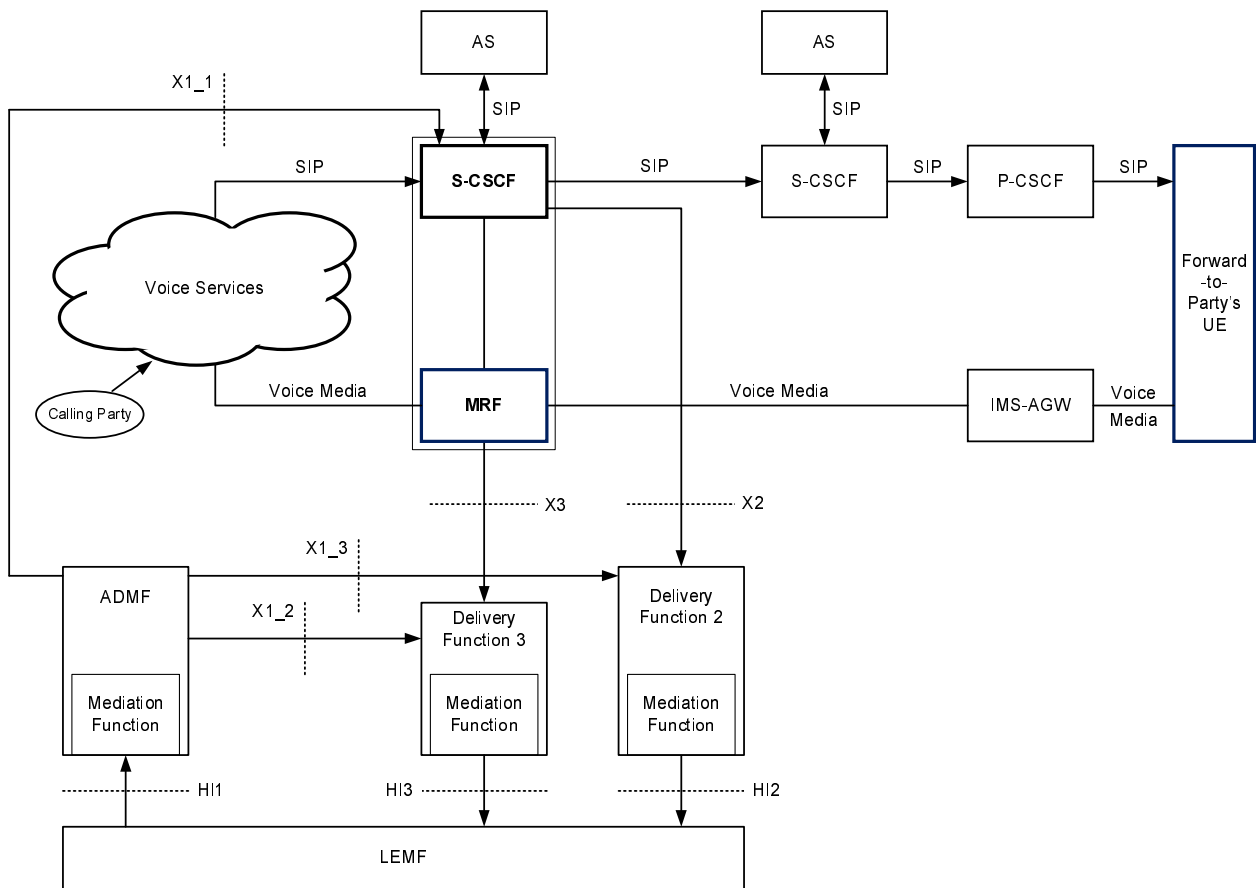 AS
AS
X1_1
SIP
SIP
SIP
S-CSCF
SIP
S-CSCF
SIP
P-CSCF
SIP
Forward
-to-
Party's
UE
Voice Services
Calling Party
Voice Media
MRF
Voice Media
IMS-AGW
Voice
Media
X3
X2
X1_3
ADMF
X1_2
Delivery
Function 3
Delivery
Function 2
Mediation
Function
Mediation
Function
Mediation
Function
HI1
HI3
HI2
LEMF